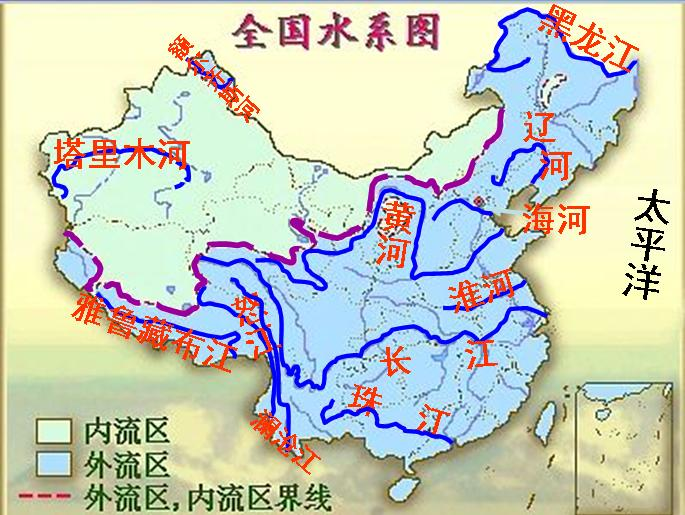 全国水系图
黑龙江
额尔齐斯河
塔里木河
辽河
黄河
海河
太平洋
淮河
怒江
雅鲁藏布江
长江
珠江
澜沧江
内流区
外流区
外流区,内流区界线